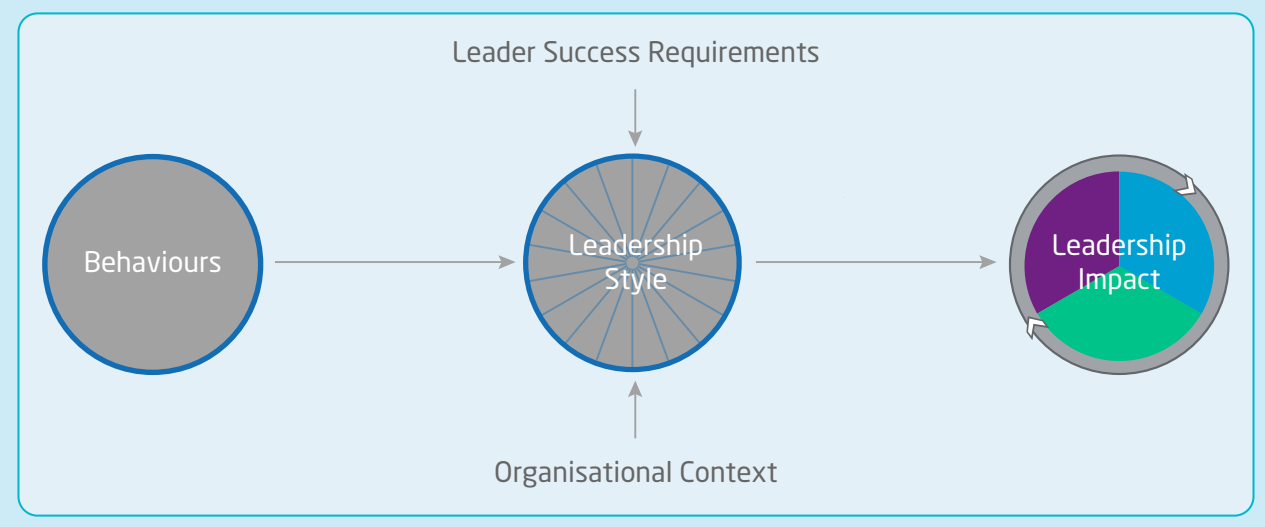 Leader Success Requirements
Behaviours
Leadership
Style
Leadership
Impact
Organisational Context